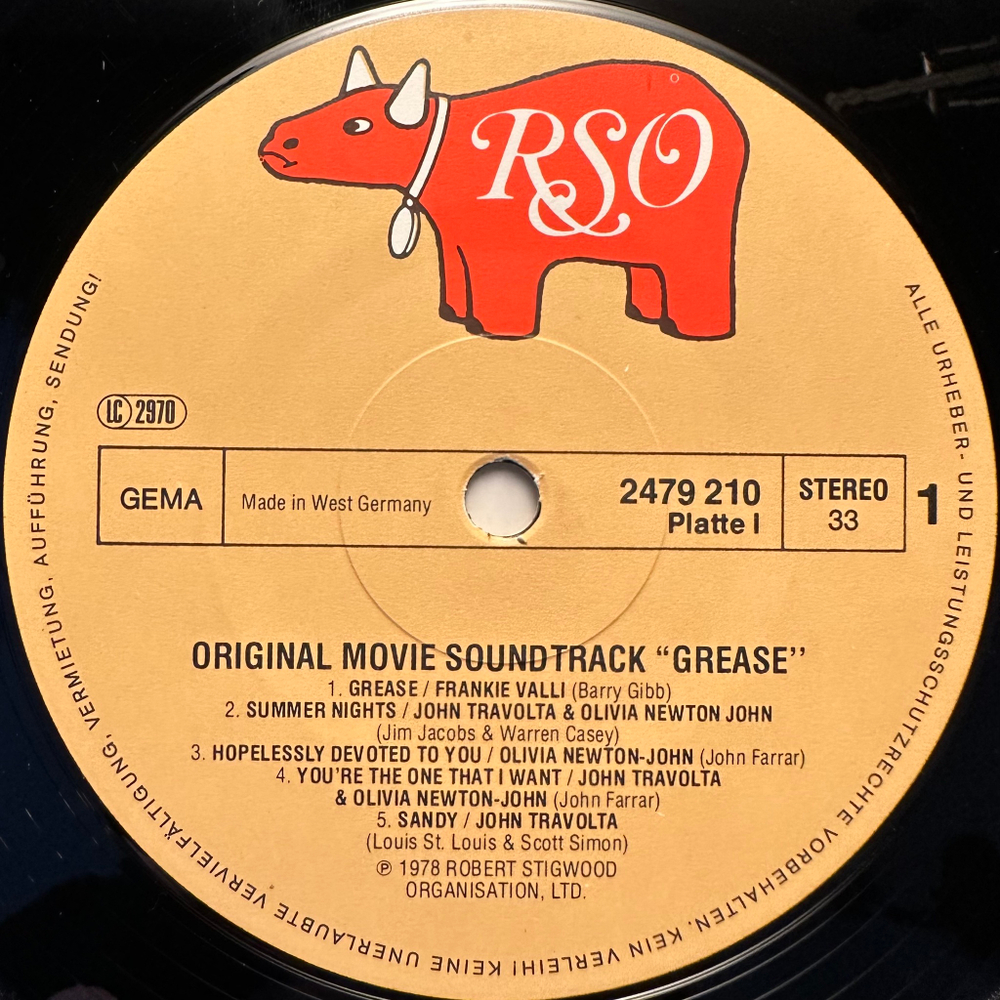 RSO
LC 2970
GEMA
Made in West Germany
2479 210
Platte I
STEREO
33
1
ORIGINAL MOVIE SOUNDTRACK “GREASE’’
1. GREASE / FRANKIE VALLI (Barry Gibb)
2. SUMMER NIGHTS / JOHN TRAVOLTA & OLIVIA NEWTON JOHN
(Jim Jacobs & Warren Casey)
3. HOPELESSLY DEVOTED TO YOU / OLIVIA NEWTON-JOHN (John Farrar)
4. YOU'RE THE ONE THAT I WANT / JOHN TRAVOLTA
& OLIVIA NEWTON-JOHN (John Farrar)
5. SANDY / JOHN TRAVOLTA
(Louis St. Louis & Scott Simon)
℗ 1978 ROBERT STIGWOOD
ORGANISATION, LTD.
ALLE URHEBER- UND LEISTUNGSSCHUTZRECHTE VORBEHALTEN. KEIN VERLEIH! KEINE UNERLAUBTE VERVIELFÄLTIGUNG, VERMIETUNG, AUFFÜHRUNG, SENDUNG!